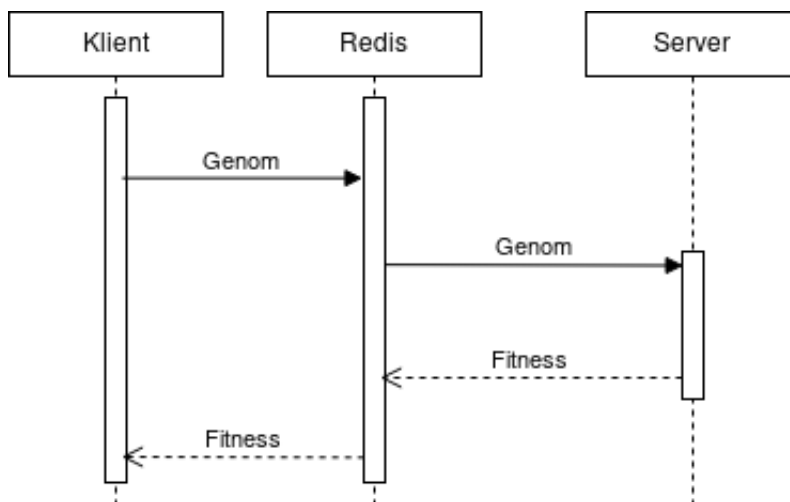 Klient
Redis
Server
Genom
Genom
Fitness
Fitness